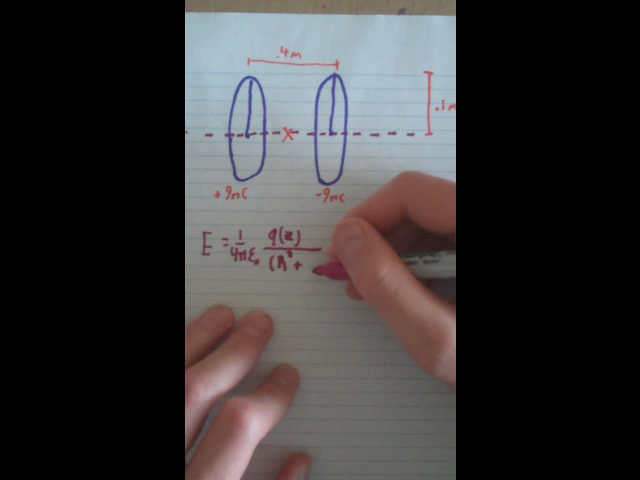 .4m
x
.1m
+9nC -9nC
E = 1/4πε₀ q(z)/(R² +